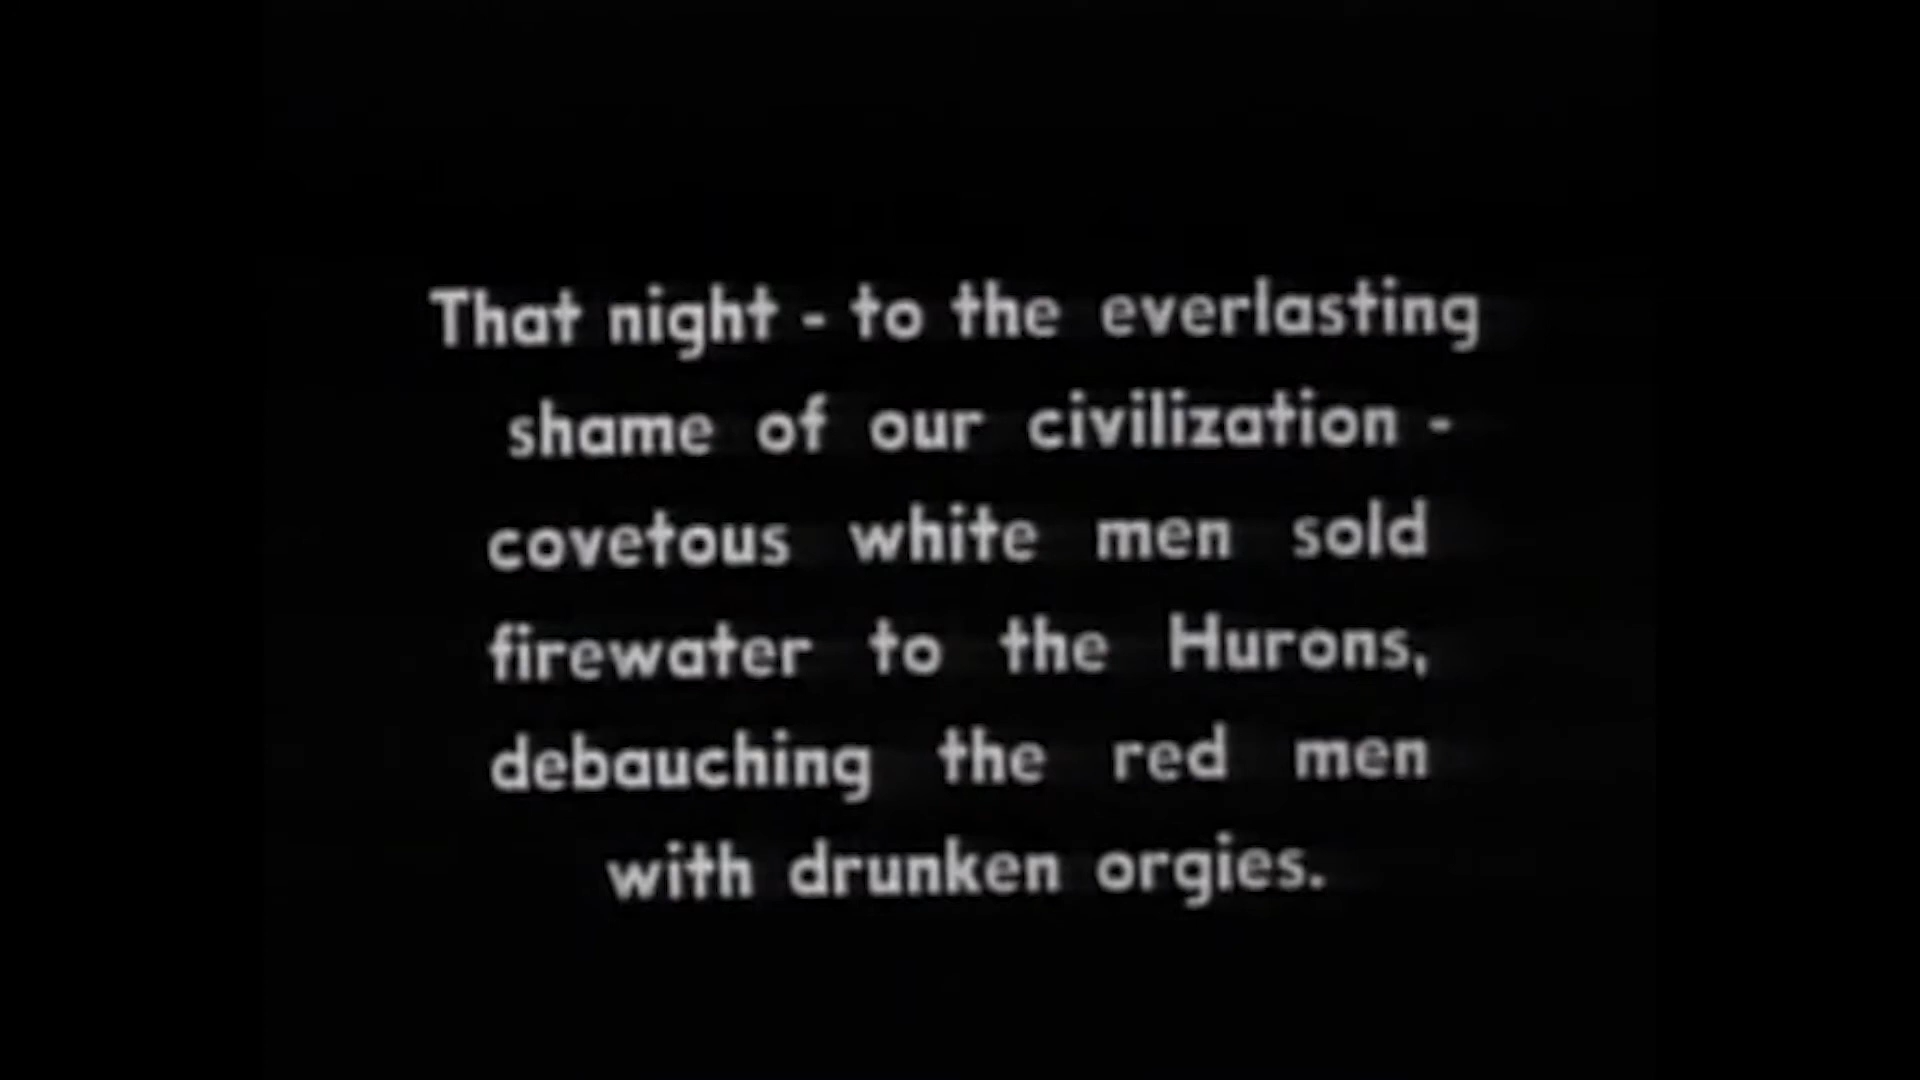 That night - to the everlasting
shame of our civilization -
covetous white men sold
firewater to the Hurons,
debauching the red men
with drunken orgies.